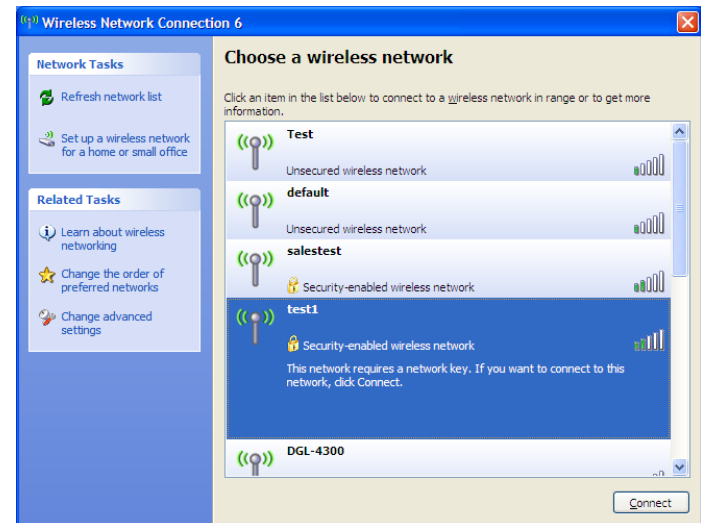 Wireless Network Connection 6
Network Tasks
Refresh network list
Set up a wireless network
for a home or small office
Related Tasks
Learn about wireless
networking
Change the order of
preferred networks
Change advanced
settings
Choose a wireless network
Click an item in the list below to connect to a wireless network in range or to get more
information.
Test
Unsecured wireless network
default
Unsecured wireless network
salestest
Security-enabled wireless network
test1
Security-enabled wireless network
This network requires a network key. If you want to connect to this
network, click Connect.
DGL-4300
Connect